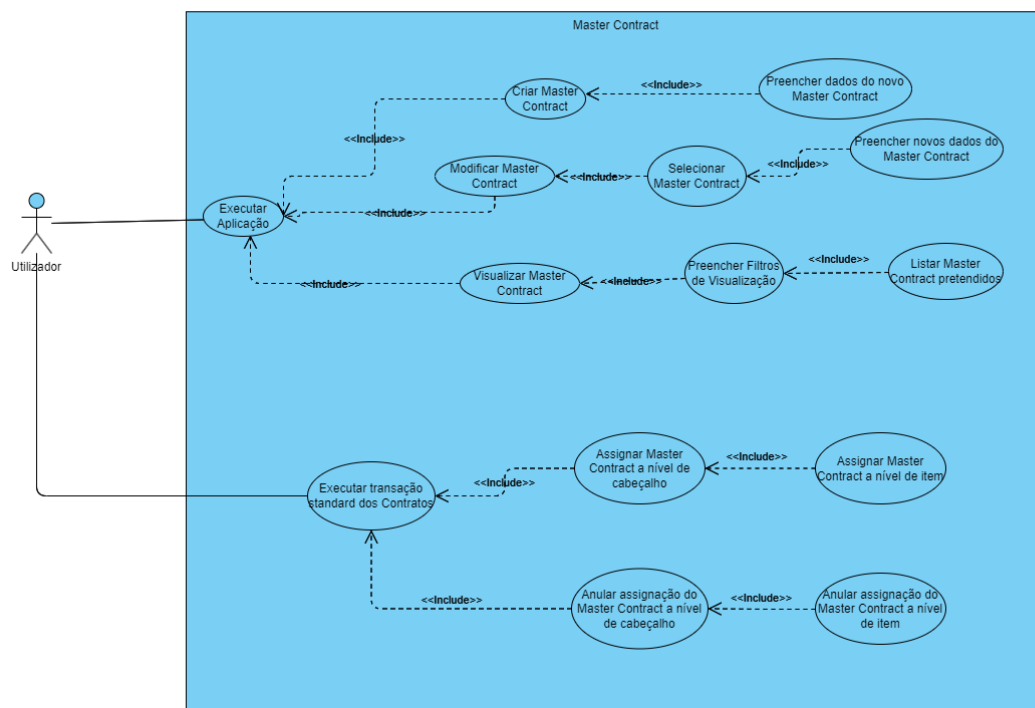 Master Contract
Criar Master
Contract
<<Include>>
Preencher dados do novo
Master Contract
<<Include>>
Modificar Master
Contract
<<Include>>
Selecionar
Master Contract
<<Include>>
Preencher novos dados do
Master Contract
Utilizador
Executar
Aplicação
<<Include>>
<<Include>>
Visualizar Master
Contract
<<Include>>
Preencher Filtros
de Visualização
<<Include>>
Listar Master
Contract pretendidos
Executar transação
standard dos Contratos
<<Include>>
Assignar Master
Contract a nível de
cabeçalho
<<Include>>
Assignar Master
Contract a nível de item
<<Include>>
Anular assignação do
Master Contract a nível
de cabeçalho
<<Include>>
Anular assignação do
Master Contract a nível
de item